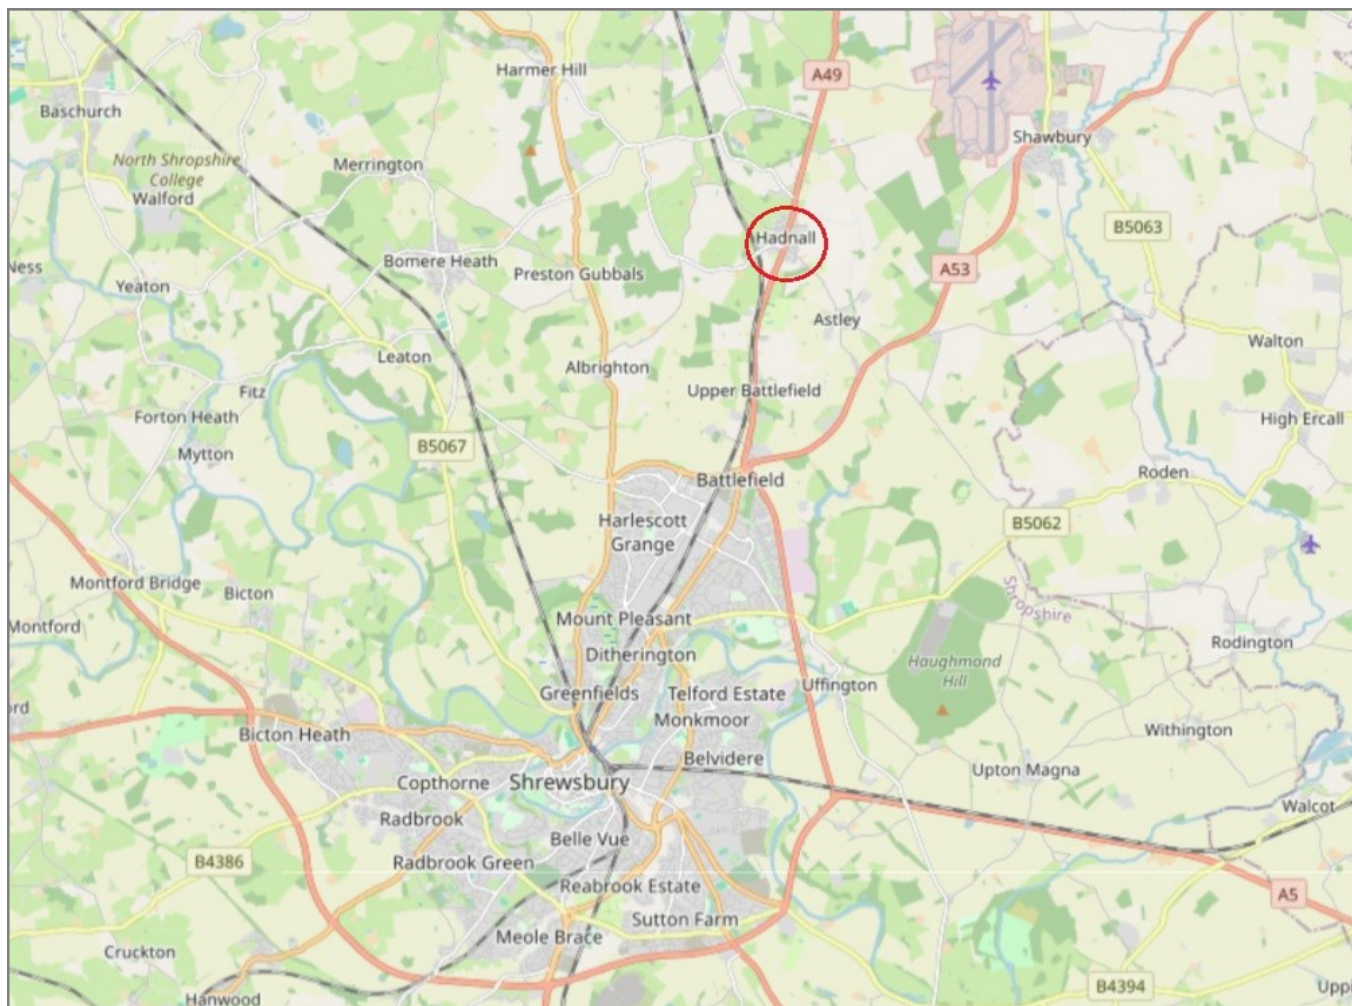 Harmer Hill
A49
Baschurch
Shawbury
North Shropshire
College
Merrington
Walford
B5063
Hadnall
Ness
Bomere Heath
Preston Gubbals
A53
Yeaton
Astley
Walton
Leaton
Albrighton
Fitz
Upper Battlefield
Forton Heath
High Ercall
B5067
Mytton
Battlefield
Roden
Harlescott
Grange
B5062
Montford Bridge
Bicton
Shropshire
Mount Pleasant
Montford
Rodington
Ditherington
Haughmond
Hill
Greenfields
Telford Estate
Uffington
ord
Monkmoor
Bicton Heath
Withington
Belvidere
Copthorne
Shrewsbury
Upton Magna
Walcot
Radbrook
Belle Vue
B4386
Radbrook Green
Reabrook Estate
A5
Sutton Farm
Meole Brace
Cruckton
B4394
Uppi
Hanwood